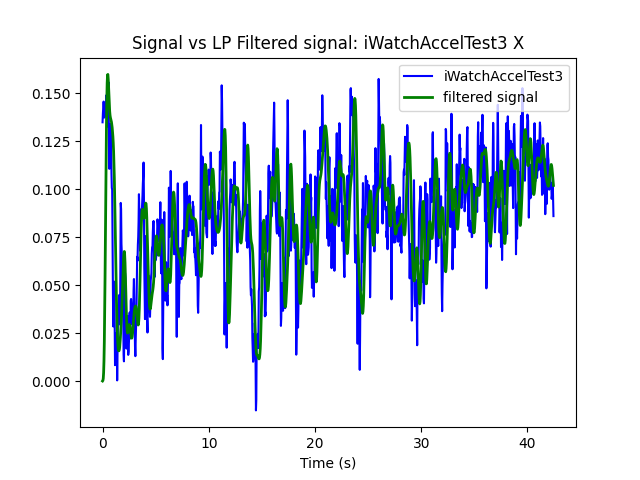 Signal vs LP Filtered signal: iWatchAccelTest3 X
iWatchAccelTest3
filtered signal
0.150
0.125
0.100
0.075
0.050
0.025
0.000
0 10 20 30 40
Time (s)